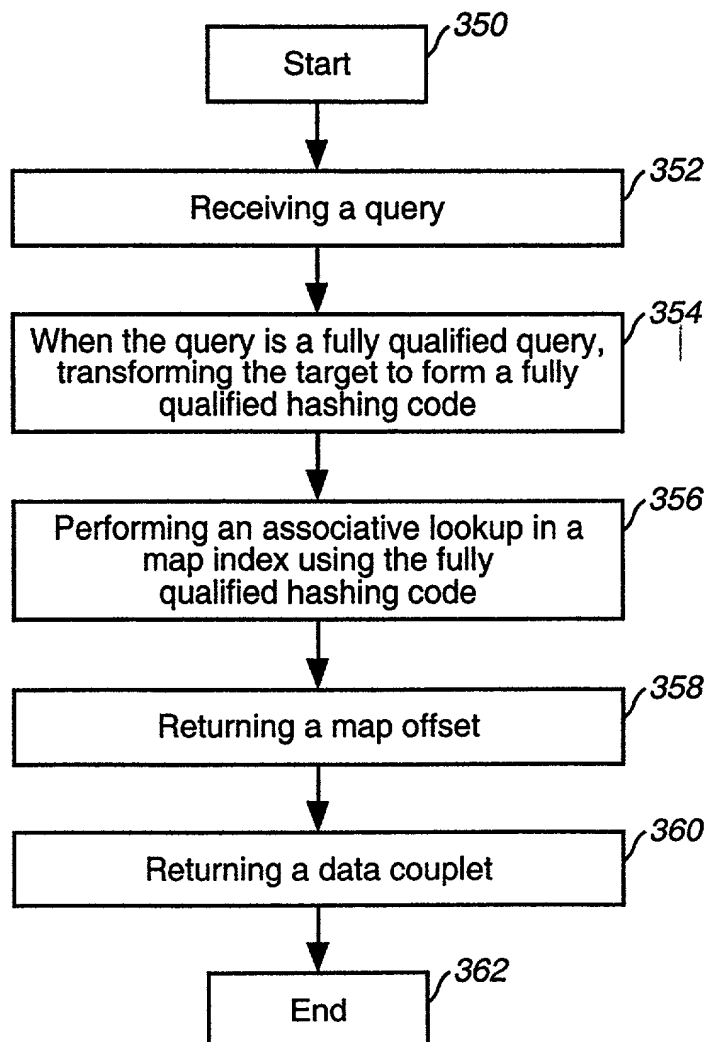 350
Start
352
Receiving a query
354
When the query is a fully qualified query,
transforming the target to form a fully
qualified hashing code
356
Performing an associative lookup in a
map index using the fully
qualified hashing code
358
Returning a map offset
360
Returning a data couplet
362
End